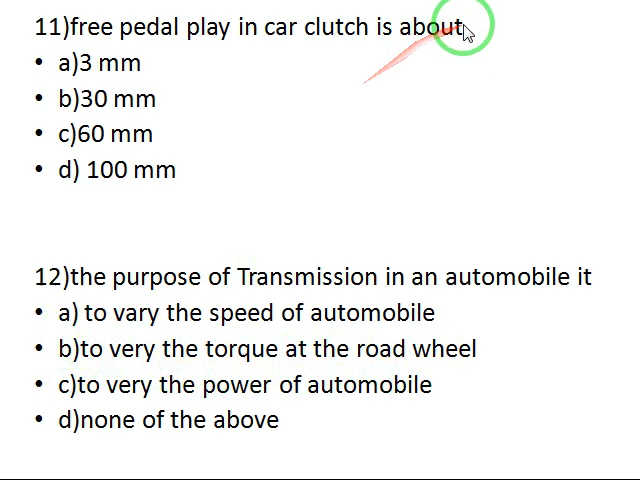 11)free pedal play in car clutch is about
• a)3 mm
• b)30 mm
• c)60 mm
• d) 100 mm
12)the purpose of Transmission in an automobile it
• a) to vary the speed of automobile
• b)to very the torque at the road wheel
• c)to very the power of automobile
• d)none of the above